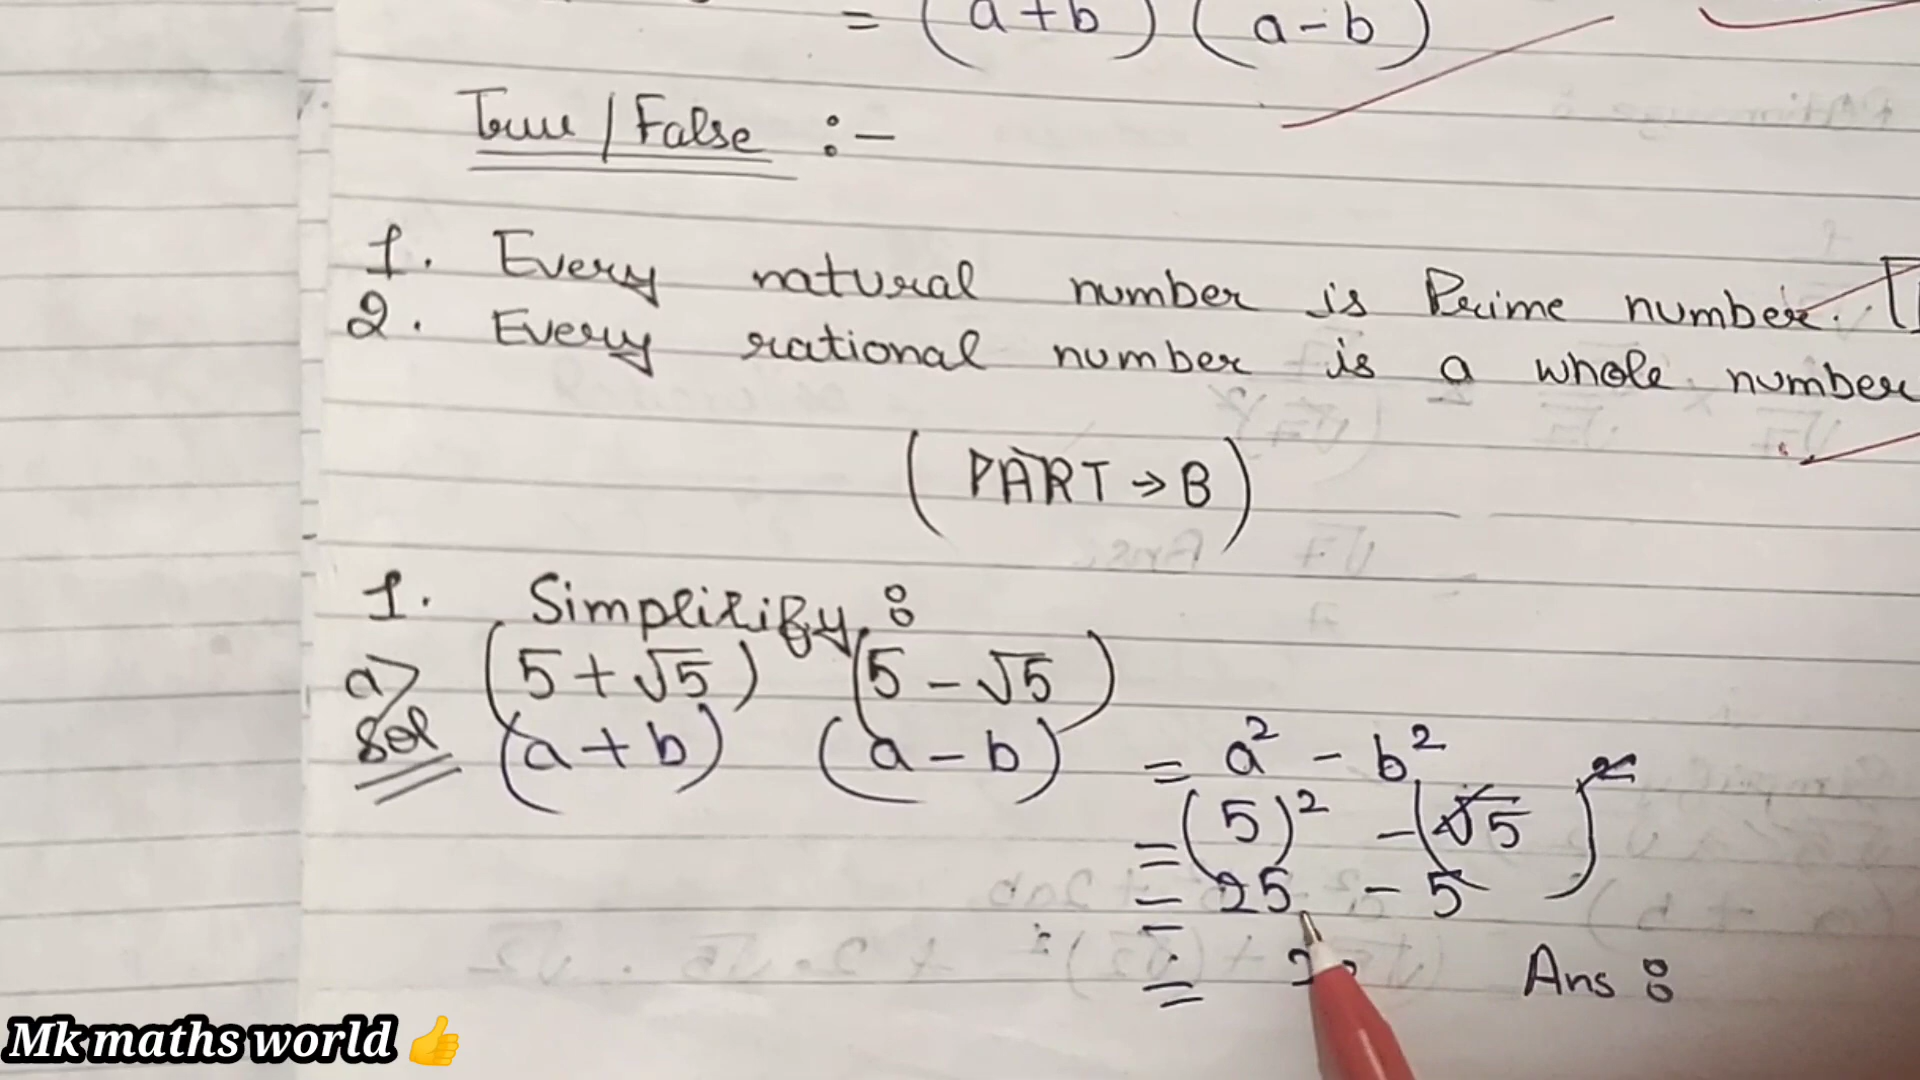 = (a+b) (a-b)
True / False :-
1. Every natural number is Prime number. [
2. Every rational number is a whole number
(PART → B)
1. Simplify :
a> (5+√5) (5-√5)
Sol (a+b) (a-b) = a² - b²
= (5)² - (√5)²
= 25 - 5
= Ans :
Mk maths world 👍